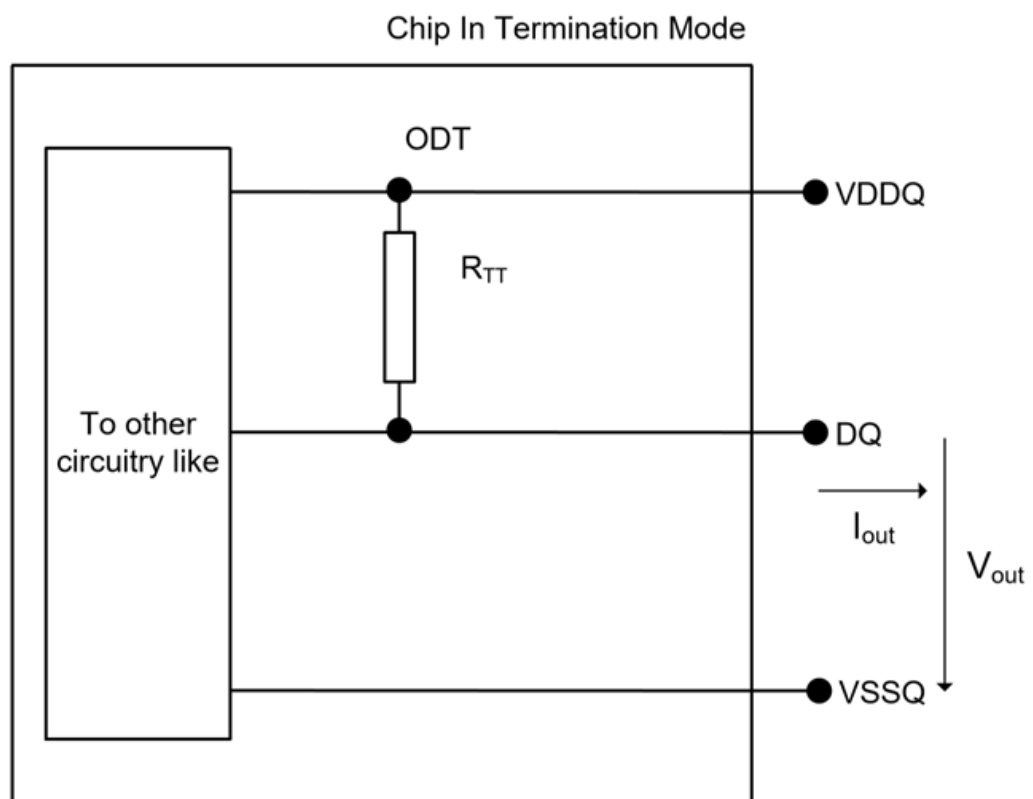 Chip In Termination Mode
ODT
VDDQ
RTT
To other
circuitry like
DQ
Iout
Vout
VSSQ